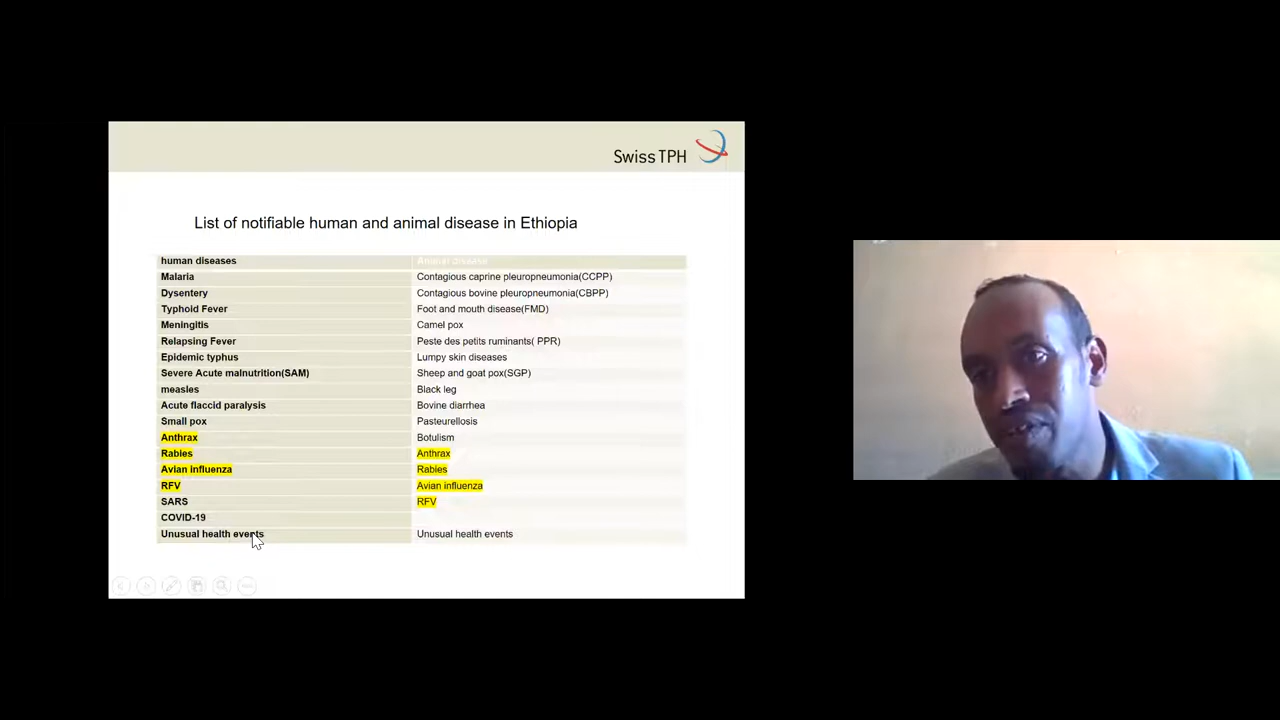 Swiss TPH
List of notifiable human and animal disease in Ethiopia
human diseases Animal disease
Malaria Contagious caprine pleuropneumonia(CCPP)
Dysentery Contagious bovine pleuropneumonia(CBPP)
Typhoid Fever Foot and mouth disease(FMD)
Meningitis Camel pox
Relapsing Fever Peste des petits ruminants( PPR)
Epidemic typhus Lumpy skin diseases
Severe Acute malnutrition(SAM) Sheep and goat pox(SGP)
measles Black leg
Acute flaccid paralysis Bovine diarrhea
Small pox Pasteurellosis
Anthrax Botulism
Rabies Anthrax
Avian influenza Rabies
RFV Avian influenza
SARS RFV
COVID-19
Unusual health events Unusual health events